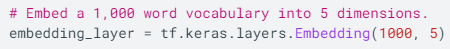 # Embed a 1,000 word vocabulary into 5 dimensions.
embedding_layer = tf.keras.layers.Embedding(1000, 5)